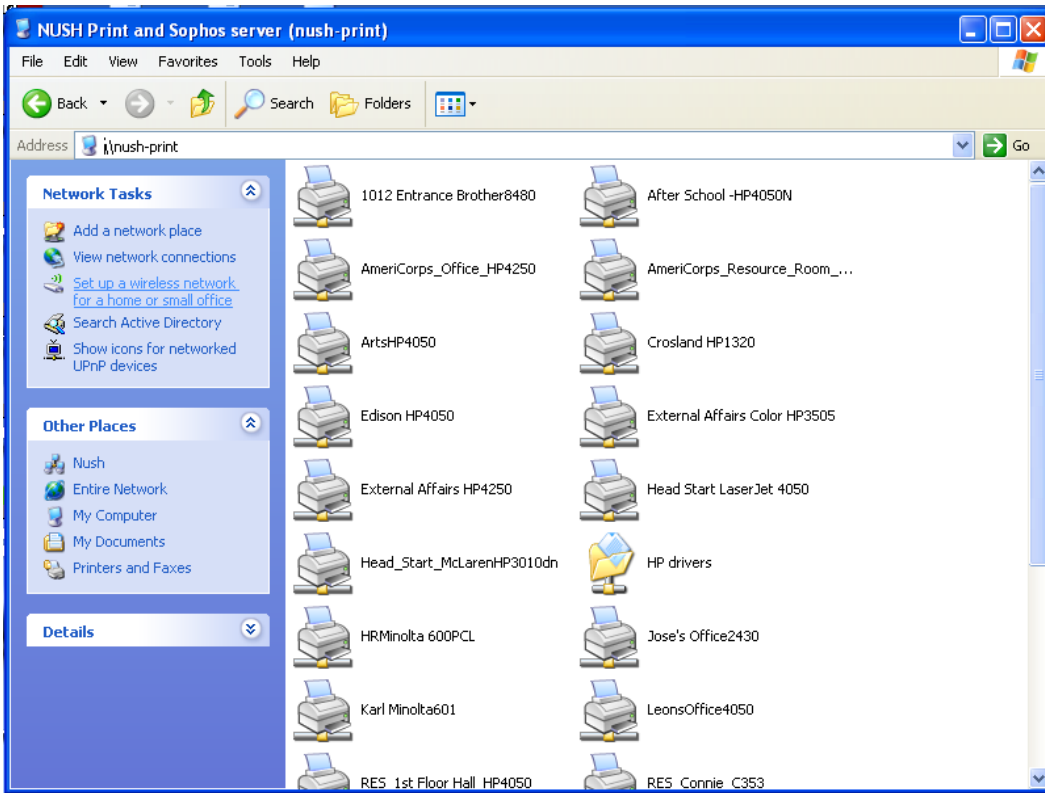 NUSH Print and Sophos server (nush-print)
File Edit View Favorites Tools Help
Back Search Folders
Address \\nush-print Go
Network Tasks
Add a network place
View network connections
Set up a wireless network
for a home or small office
Search Active Directory
Show icons for networked
UPnP devices
Other Places
Nush
Entire Network
My Computer
My Documents
Printers and Faxes
Details
1012 Entrance Brother8480
After School -HP4050N
AmeriCorps_Office_HP4250
AmeriCorps_Resource_Room_...
ArtsHP4050
Crosland HP1320
Edison HP4050
External Affairs Color HP3505
External Affairs HP4250
Head Start LaserJet 4050
Head_Start_McLarenHP3010dn
HP drivers
HRMinolta 600PCL
Jose's Office2430
Karl Minolta601
LeonsOffice4050
RES_1st Floor Hall_HP4050
RES_Connie_C353